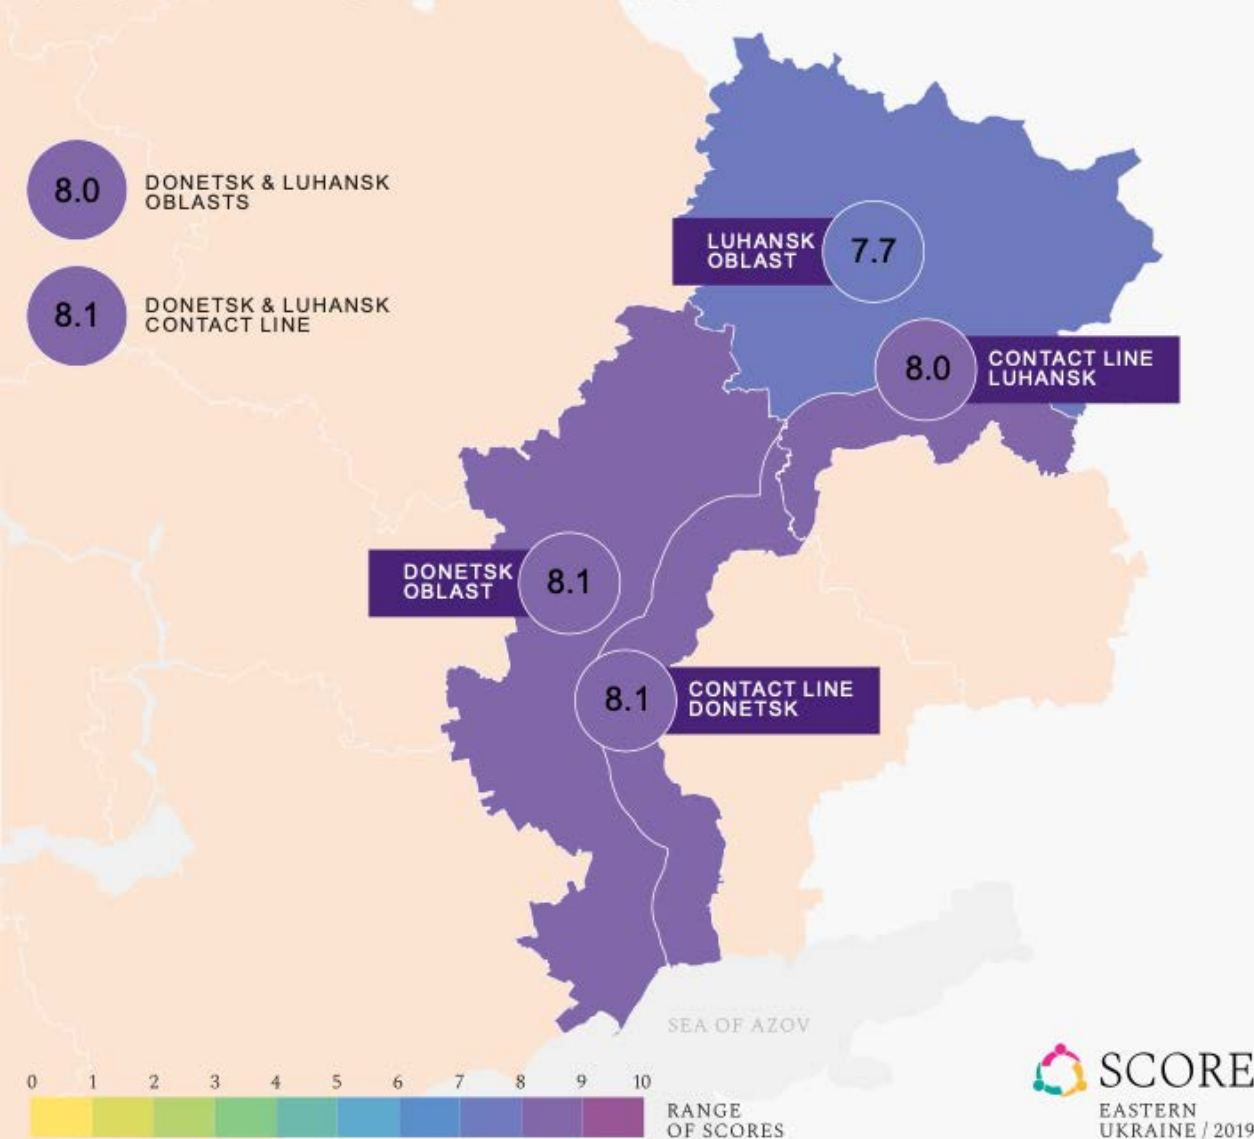 8.0
DONETSK & LUHANSK
OBLASTS
8.1
DONETSK & LUHANSK
CONTACT LINE
LUHANSK
OBLAST
7.7
8.0
CONTACT LINE
LUHANSK
DONETSK
OBLAST
8.1
8.1
CONTACT LINE
DONETSK
SEA OF AZOV
0 1 2 3 4 5 6 7 8 9 10
RANGE
OF SCORES
SCORE
EASTERN
UKRAINE / 2019